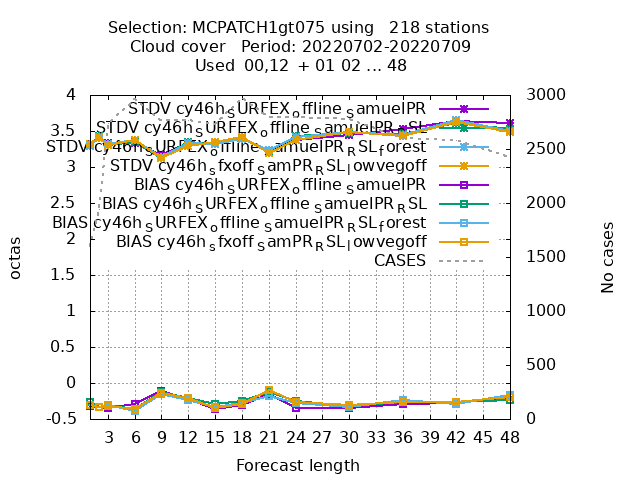 Selection: MCPATCH1gt075 using   218 stations
Cloud cover   Period: 20220702-20220709
Used  00,12  + 01 02 ... 48
octas
No cases
4
3.5
3
2.5
2
1.5
1
0.5
0
-0.5
3000
2500
2000
1500
1000
500
0
STDV cy46h_SURFEX_offline_samuelPR
STDV cy46h_SURFEX_offline_samuelPR_RSL
STDV cy46h_SURFEX_offline_samuelPR_RSL_forest
STDV cy46h_sfxoff_samPR_RSL_lowvegoff
BIAS cy46h_SURFEX_offline_samuelPR
BIAS cy46h_SURFEX_offline_samuelPR_RSL
BIAS cy46h_SURFEX_offline_samuelPR_RSL_forest
BIAS cy46h_sfxoff_samPR_RSL_lowvegoff
CASES
3 6 9 12 15 18 21 24 27 30 33 36 39 42 45 48
Forecast length